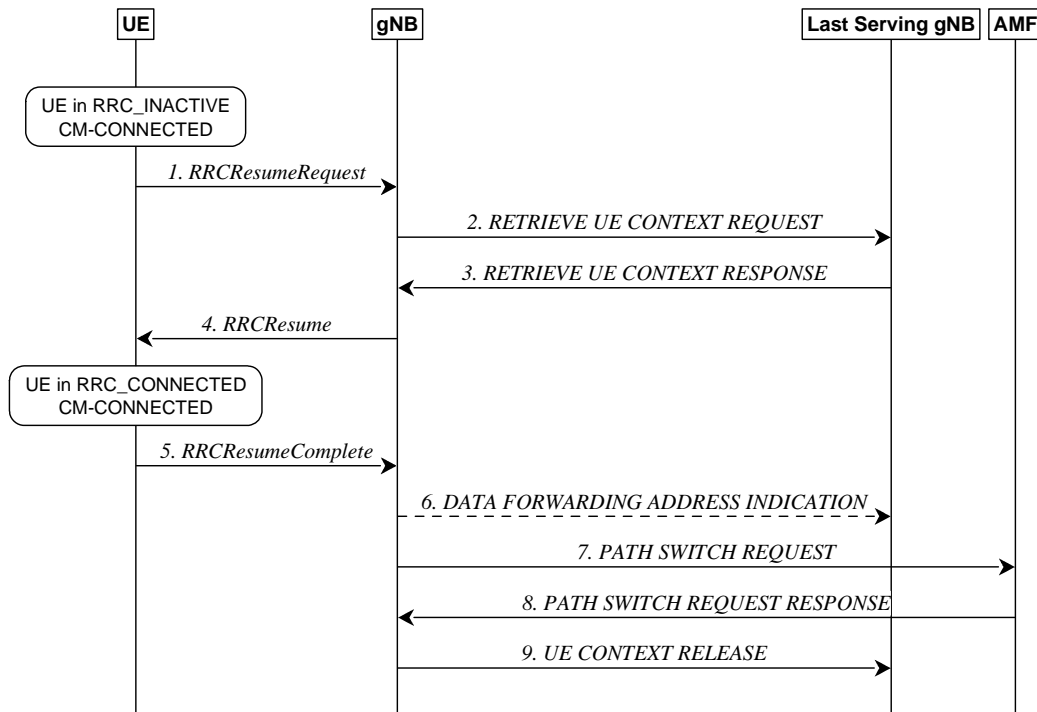 UE
gNB
Last Serving gNB
AMF
UE in RRC_INACTIVE
CM-CONNECTED
1. RRCResumeRequest
2. RETRIEVE UE CONTEXT REQUEST
3. RETRIEVE UE CONTEXT RESPONSE
4. RRCResume
UE in RRC_CONNECTED
CM-CONNECTED
5. RRCResumeComplete
6. DATA FORWARDING ADDRESS INDICATION
7. PATH SWITCH REQUEST
8. PATH SWITCH REQUEST RESPONSE
9. UE CONTEXT RELEASE